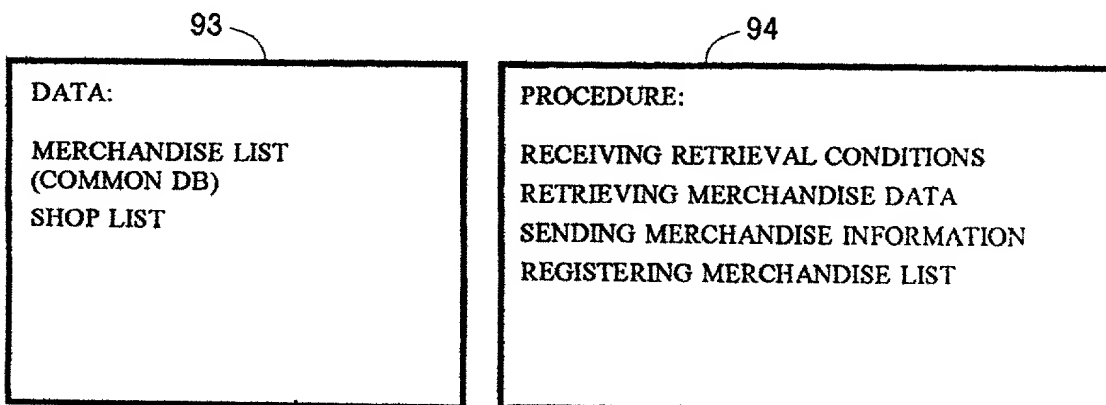 93
94
DATA:
MERCHANDISE LIST
(COMMON DB)
SHOP LIST
PROCEDURE:
RECEIVING RETRIEVAL CONDITIONS
RETRIEVING MERCHANDISE DATA
SENDING MERCHANDISE INFORMATION
REGISTERING MERCHANDISE LIST